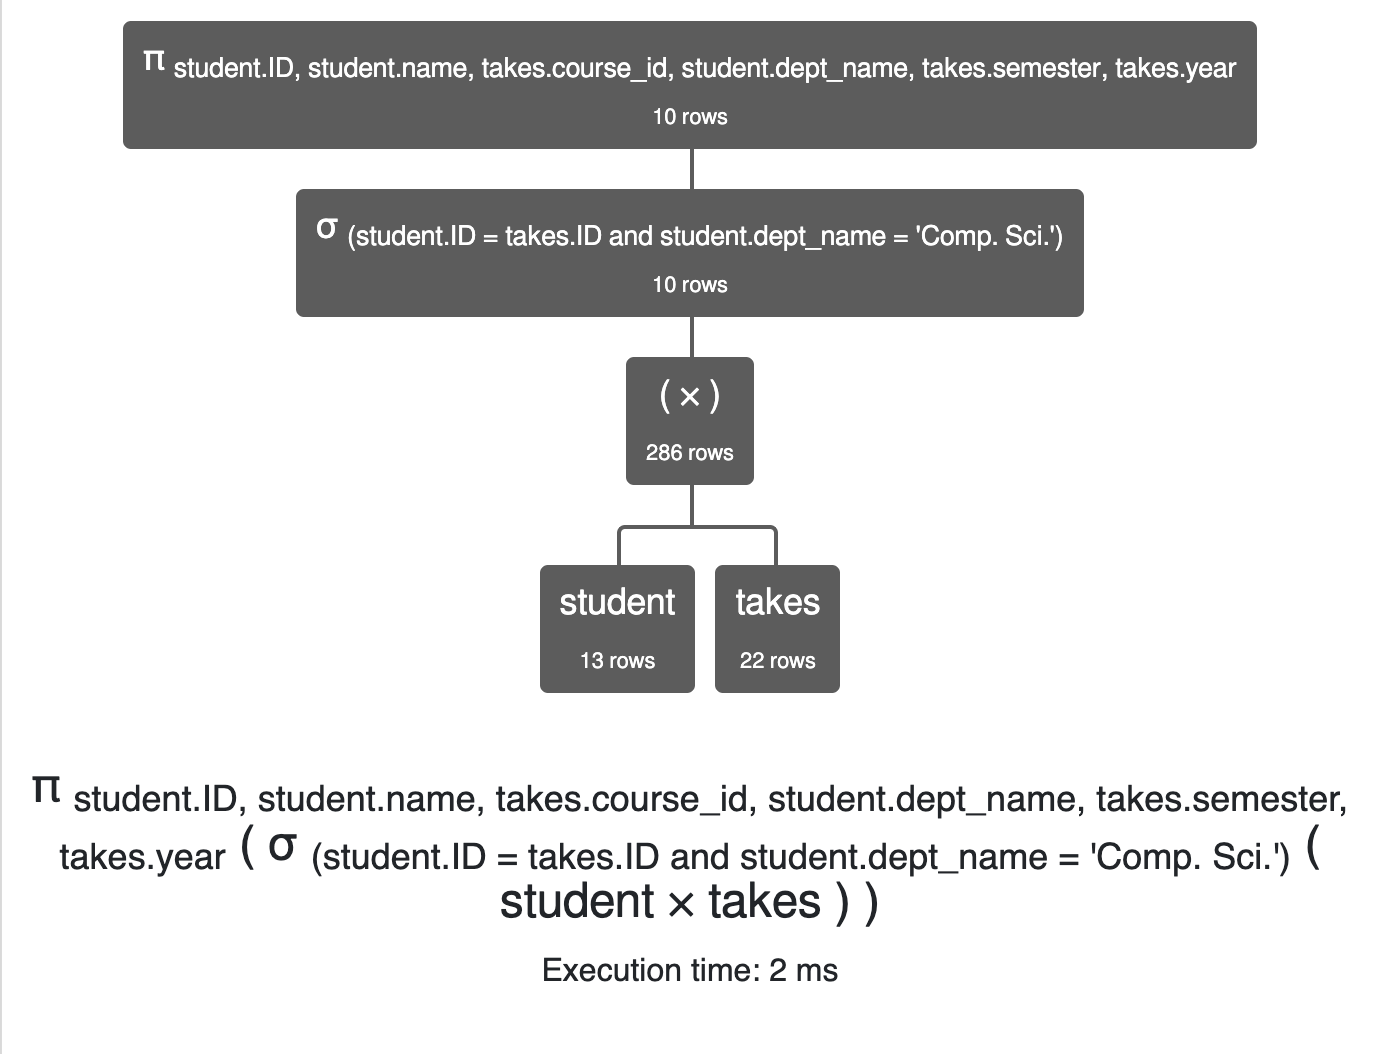 π student.ID, student.name, takes.course_id, student.dept_name, takes.semester, takes.year
10 rows
σ (student.ID = takes.ID and student.dept_name = 'Comp. Sci.')
10 rows
( × )
286 rows
student
13 rows
takes
22 rows
π student.ID, student.name, takes.course_id, student.dept_name, takes.semester,
takes.year ( σ (student.ID = takes.ID and student.dept_name = 'Comp. Sci.') (
student × takes ) )
Execution time: 2 ms